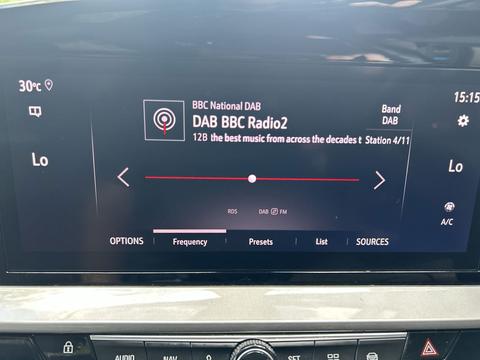 30°C
15:15
BBC National DAB
DAB BBC Radio2
12B the best music from across the decades t
Band
DAB
Station 4/11
Lo
Lo
RDS DAB FM
A/C
OPTIONS Frequency Presets List SOURCES
AUDIO NAV SET